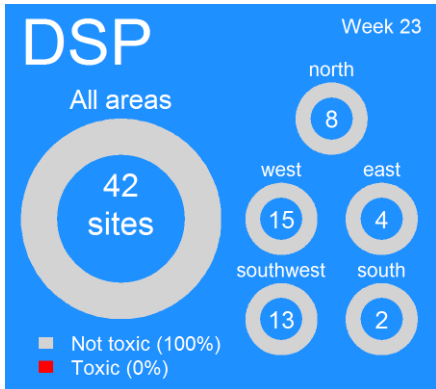 DSP
Week 23
All areas
42
sites
north
8
west
15
east
4
southwest
13
south
2
Not toxic (100%)
Toxic (0%)